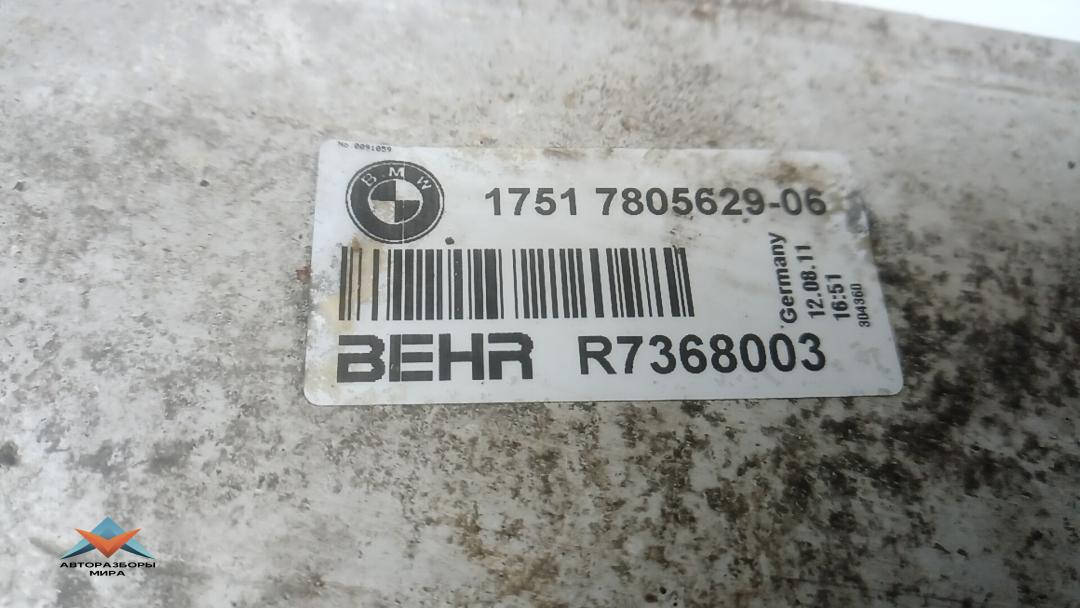 No 0091059
BMW
1751 7805629-06
Germany
12.08.11
16:51
304360
BEHR R7368003
АВТОРАЗБОРЫ
МИРА